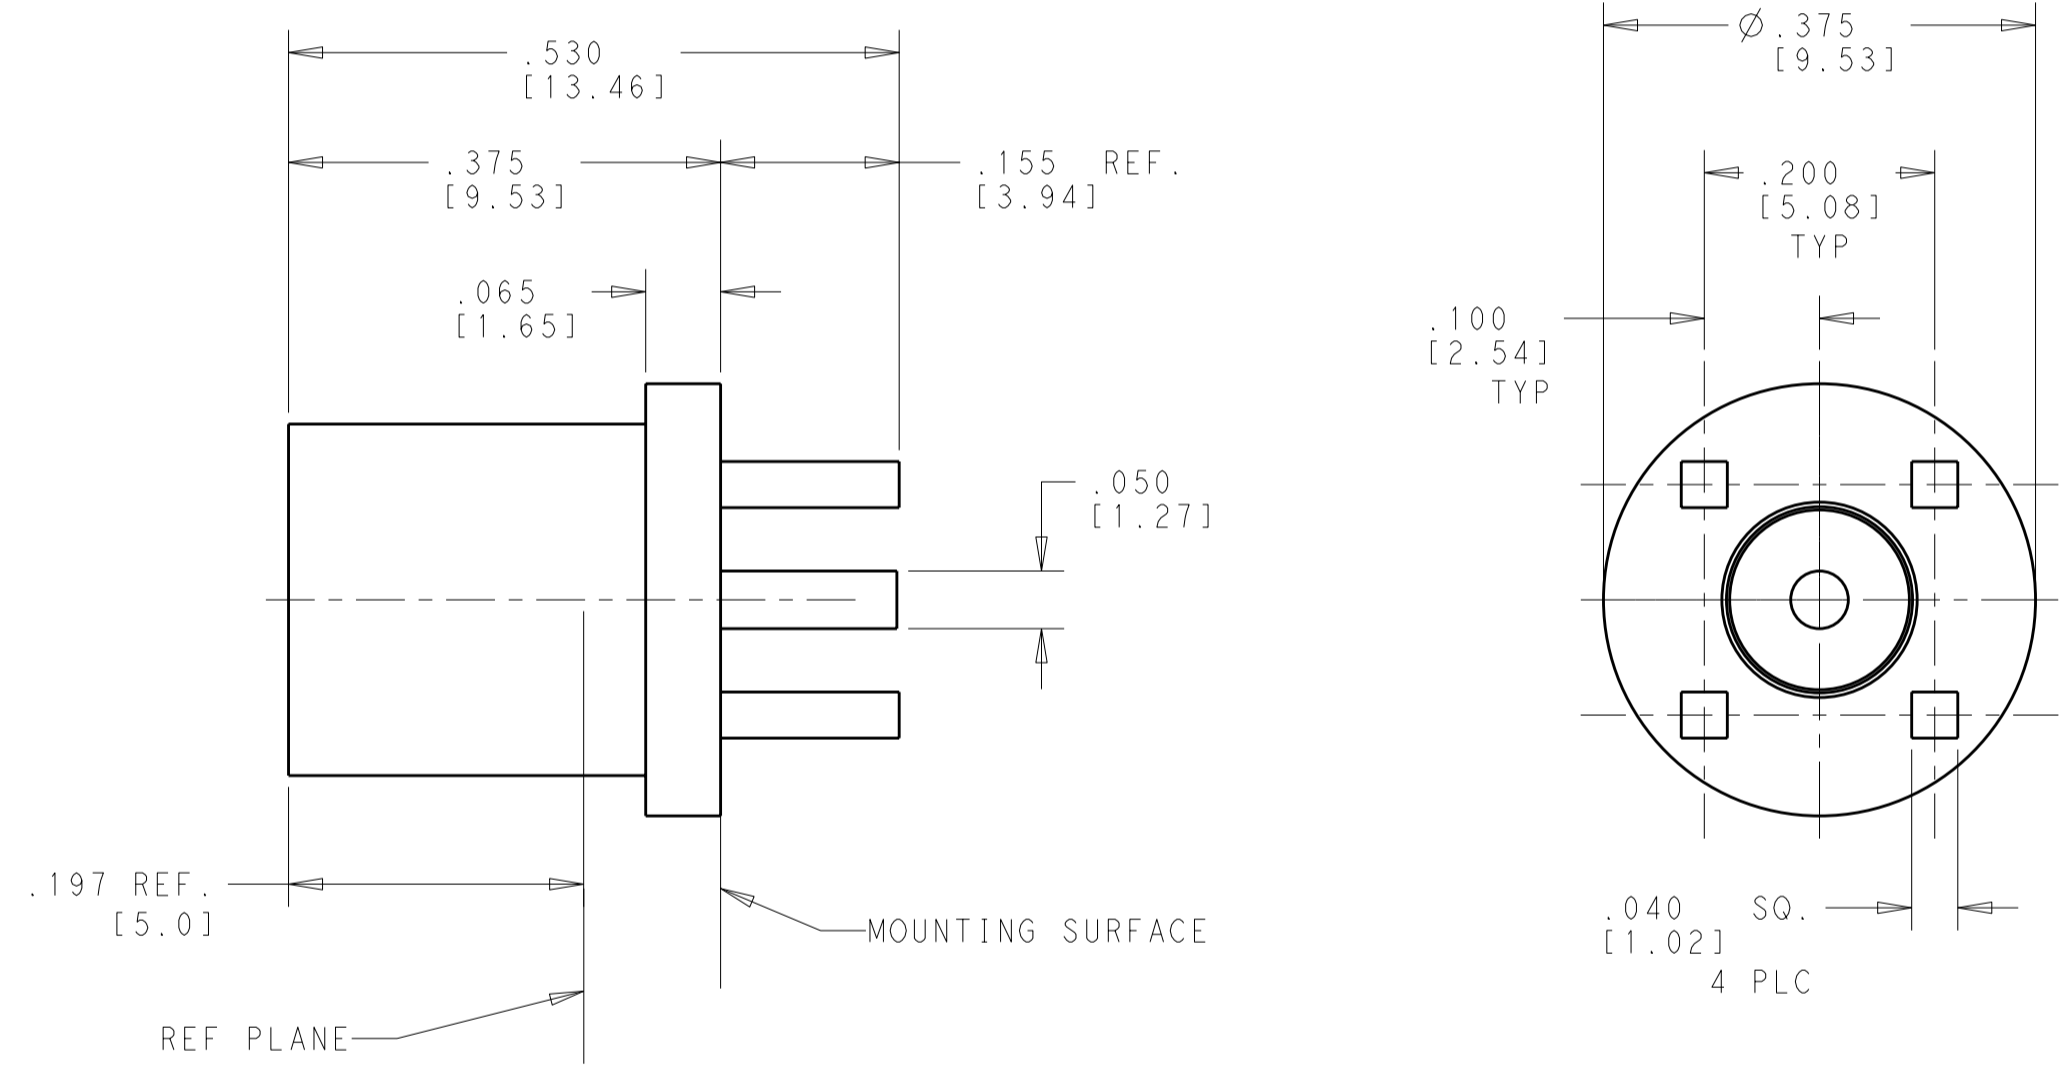 .530
[13.46]
.375
[9.53]
.155 REF.
[3.94]
.065
[1.65]
.050
[1.27]
.197 REF.
[5.0]
MOUNTING SURFACE
REF PLANE
Ø.375
[9.53]
.200
[5.08]
TYP
.100
[2.54]
TYP
.040 SQ.
[1.02]
4 PLC